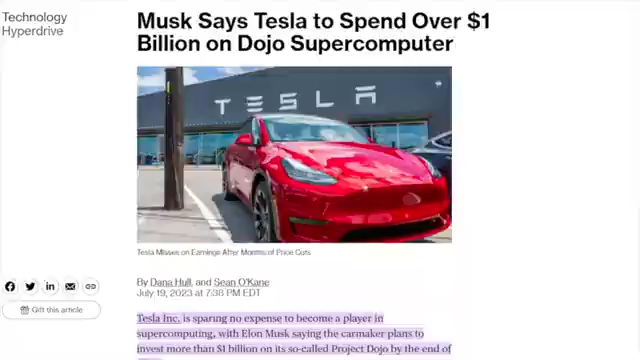 Technology
Hyperdrive
Musk Says Tesla to Spend Over $1
Billion on Dojo Supercomputer
TESLA
Tesla Misses on Earnings After Months of Price Cuts
By Dana Hull, and Sean O'Kane
July 19, 2023 at 7:38 PM EDT
Gift this article
Tesla Inc. is sparing no expense to become a player in
supercomputing, with Elon Musk saying the carmaker plans to
invest more than $1 billion on its so-called Project Dojo by the end of